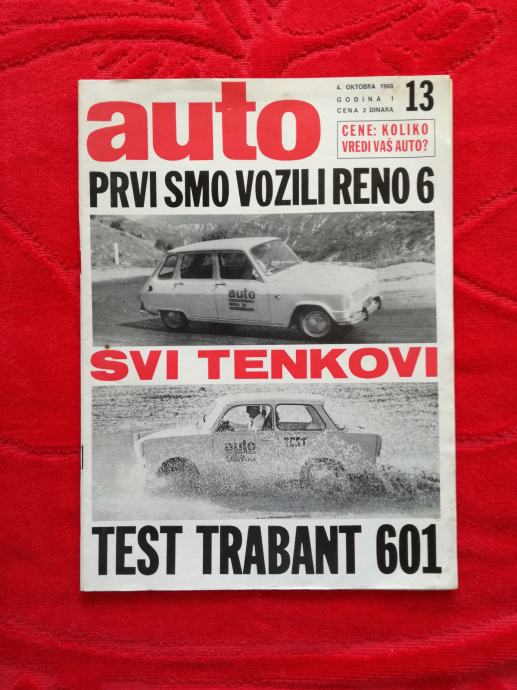 auto
4. OKTOBRA 1968
GODINA I
CENA 2 DINARA
13
CENE: KOLIKO
VREDI VAŠ AUTO?
PRVI SMO VOZILI RENO 6
auto
SVI TENKOVI
auto
TEST
TEST TRABANT 601